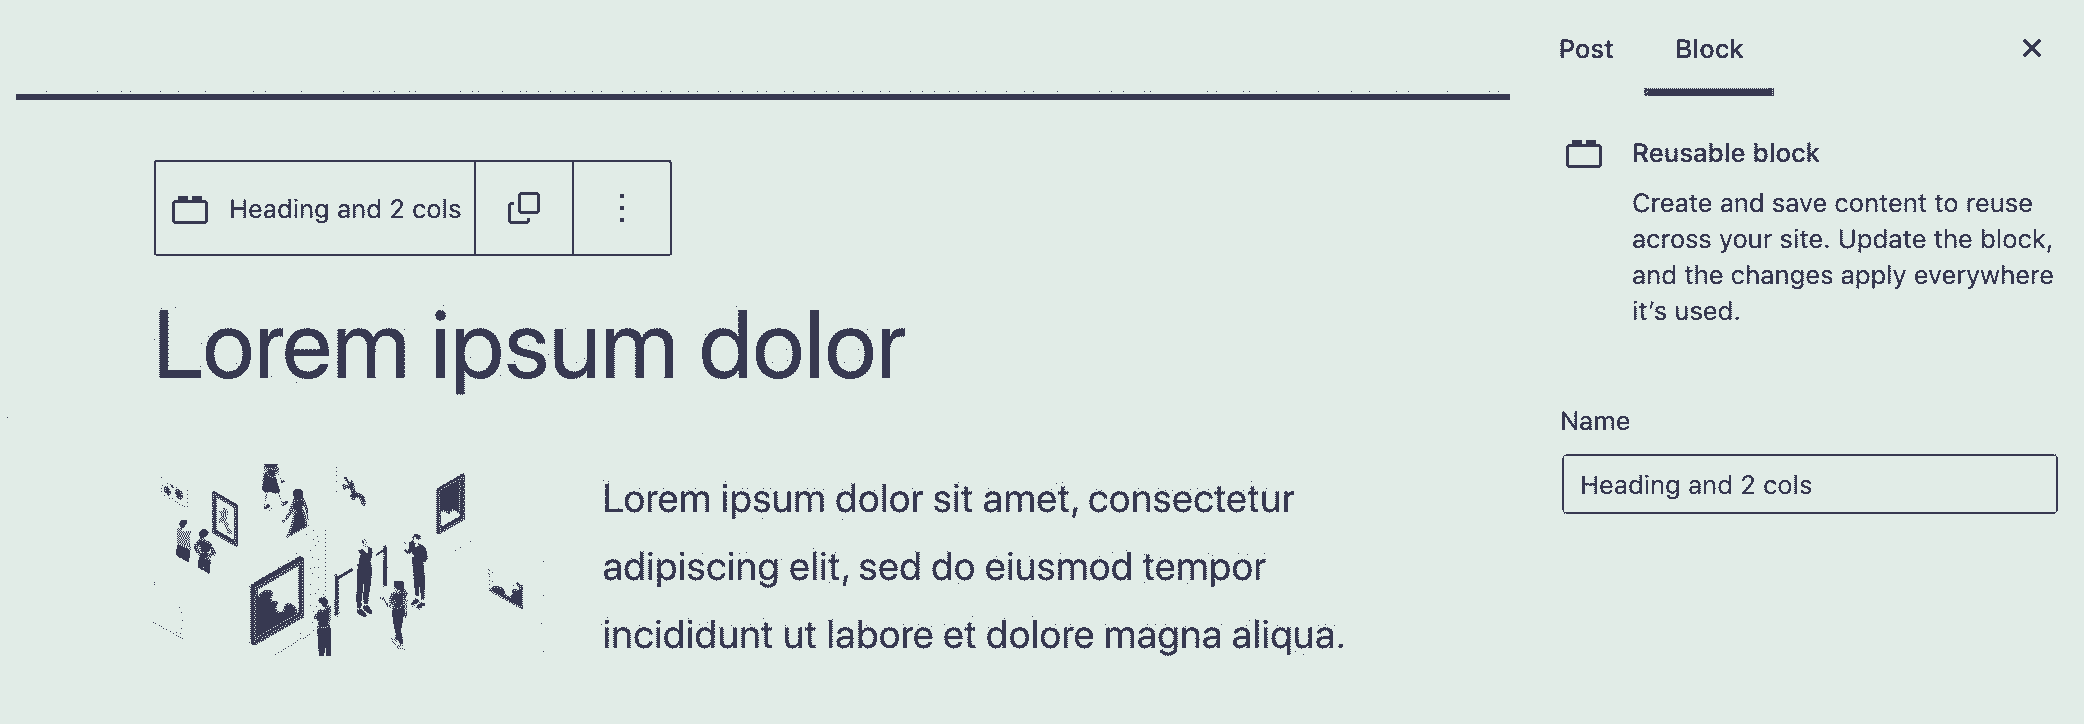 Post
Block
Heading and 2 cols
Lorem ipsum dolor
Lorem ipsum dolor sit amet, consectetur
adipiscing elit, sed do eiusmod tempor
incididunt ut labore et dolore magna aliqua.
Reusable block
Create and save content to reuse
across your site. Update the block,
and the changes apply everywhere
it’s used.
Name
Heading and 2 cols